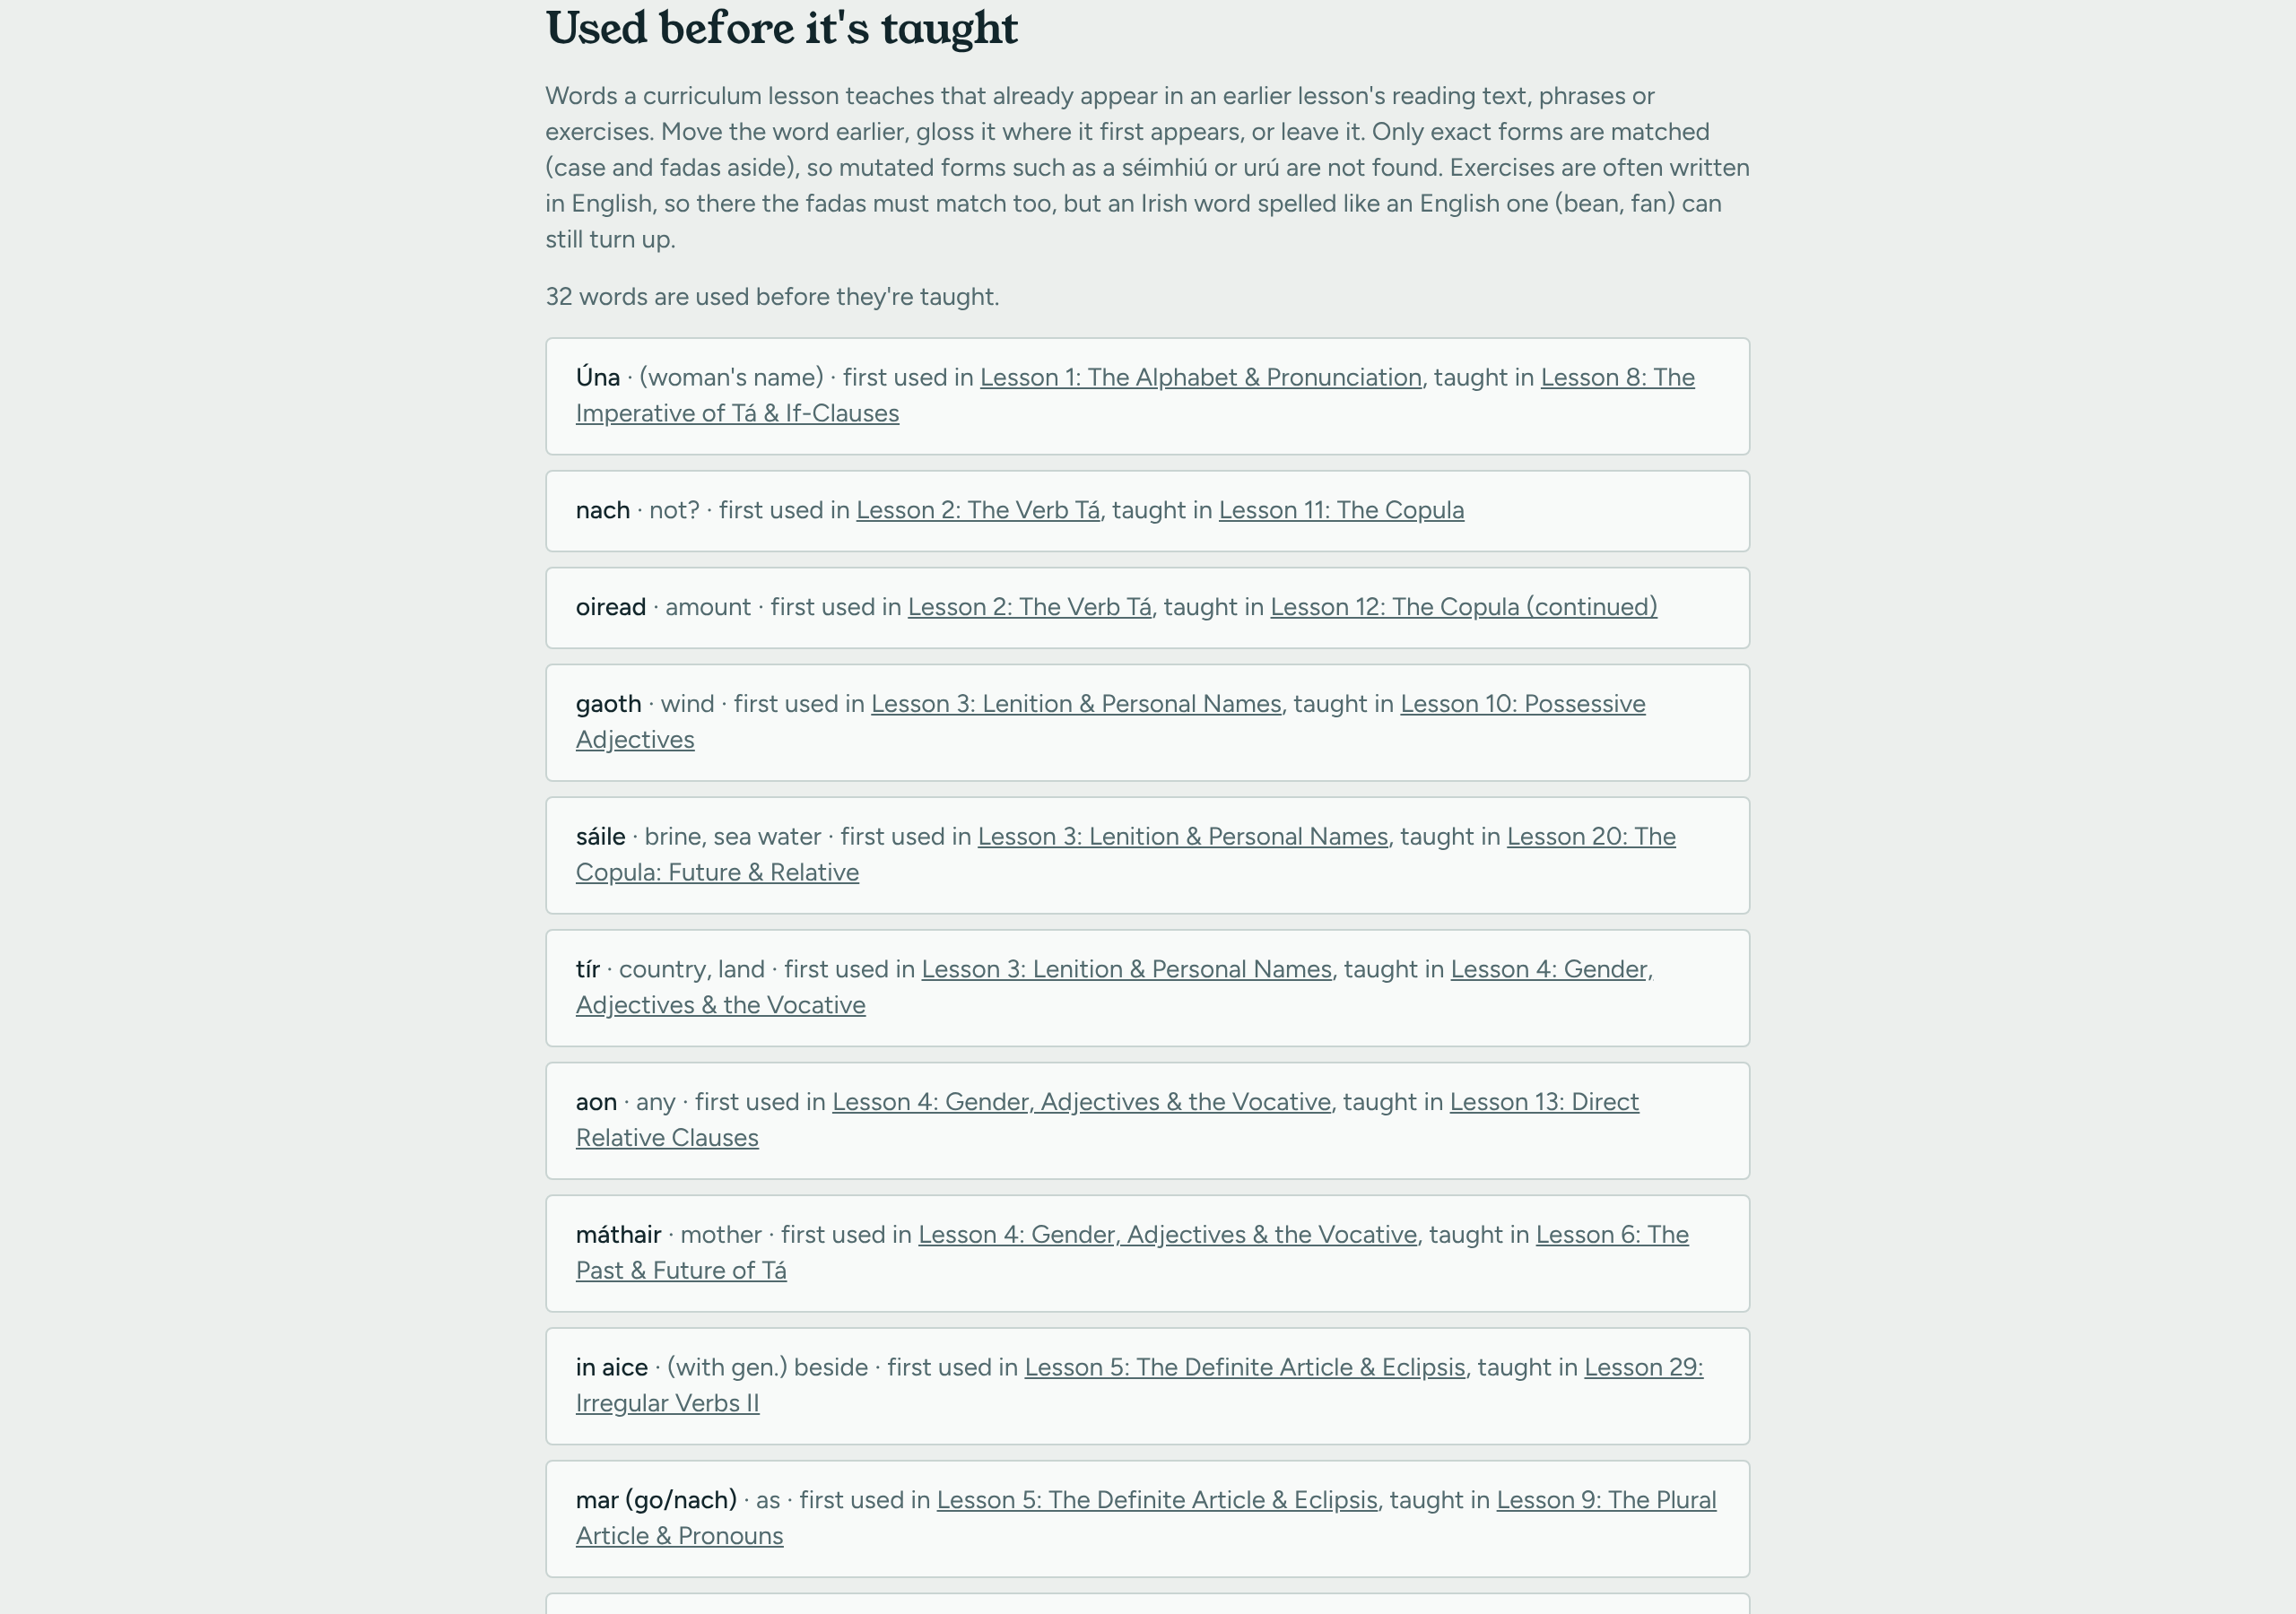 Used before it's taught
Words a curriculum lesson teaches that already appear in an earlier lesson's reading text, phrases or
exercises. Move the word earlier, gloss it where it first appears, or leave it. Only exact forms are matched
(case and fadas aside), so mutated forms such as a séimhiú or urú are not found. Exercises are often written
in English, so there the fadas must match too, but an Irish word spelled like an English one (bean, fan) can
still turn up.
32 words are used before they're taught.
Úna · (woman's name) · first used in Lesson 1: The Alphabet & Pronunciation, taught in Lesson 8: The
Imperative of Tá & If-Clauses
nach · not? · first used in Lesson 2: The Verb Tá, taught in Lesson 11: The Copula
oiread · amount · first used in Lesson 2: The Verb Tá, taught in Lesson 12: The Copula (continued)
gaoth · wind · first used in Lesson 3: Lenition & Personal Names, taught in Lesson 10: Possessive
Adjectives
sáile · brine, sea water · first used in Lesson 3: Lenition & Personal Names, taught in Lesson 20: The
Copula: Future & Relative
tír · country, land · first used in Lesson 3: Lenition & Personal Names, taught in Lesson 4: Gender,
Adjectives & the Vocative
aon · any · first used in Lesson 4: Gender, Adjectives & the Vocative, taught in Lesson 13: Direct
Relative Clauses
máthair · mother · first used in Lesson 4: Gender, Adjectives & the Vocative, taught in Lesson 6: The
Past & Future of Tá
in aice · (with gen.) beside · first used in Lesson 5: The Definite Article & Eclipsis, taught in Lesson 29:
Irregular Verbs II
mar (go/nach) · as · first used in Lesson 5: The Definite Article & Eclipsis, taught in Lesson 9: The Plural
Article & Pronouns